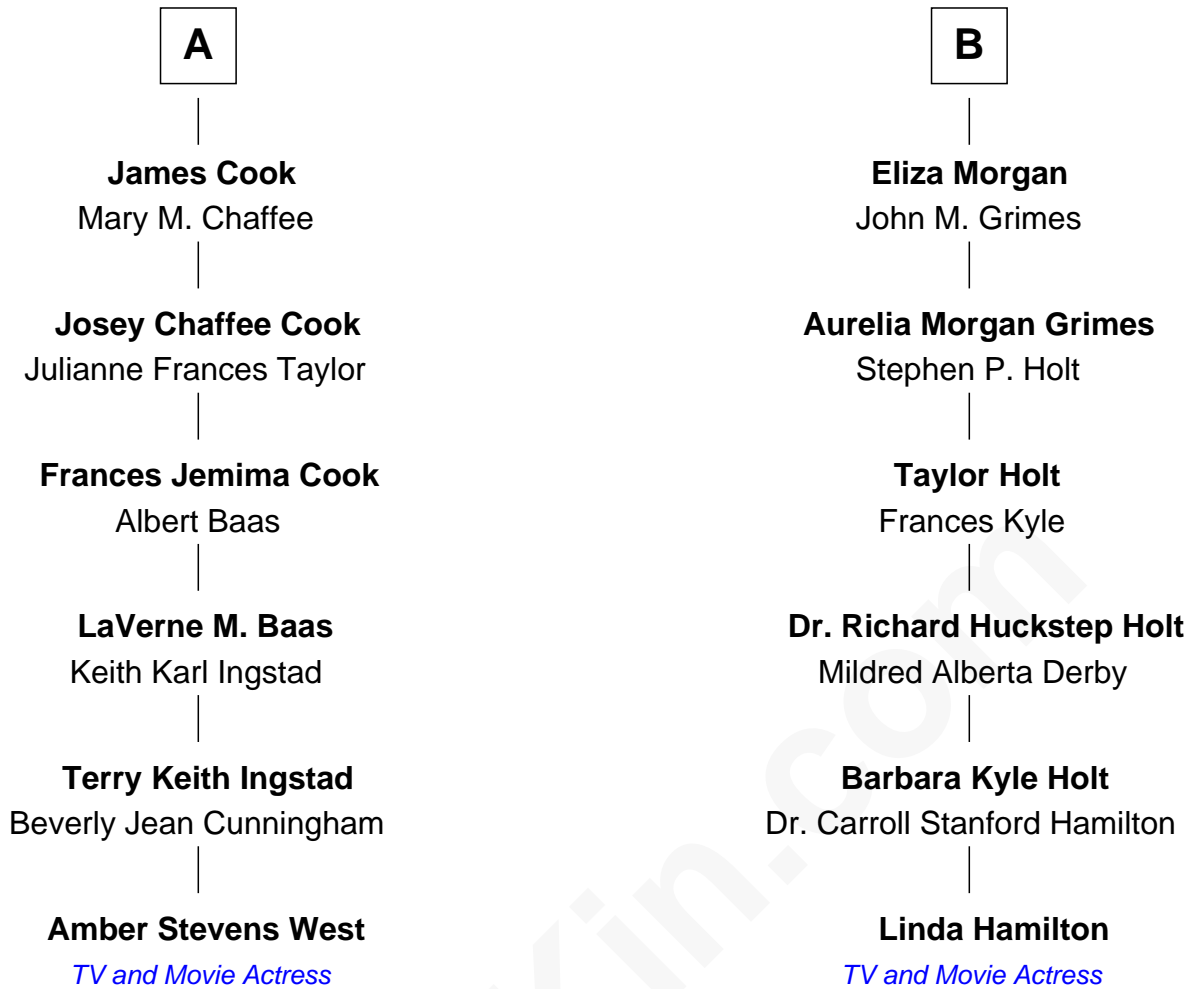 A
James Cook
Mary M. Chaffee
Josey Chaffee Cook
Julianne Frances Taylor
Frances Jemima Cook
Albert Baas
LaVerne M. Baas
Keith Karl Ingstad
Terry Keith Ingstad
Beverly Jean Cunningham
Amber Stevens West
TV and Movie Actress
B
Eliza Morgan
John M. Grimes
Aurelia Morgan Grimes
Stephen P. Holt
Taylor Holt
Frances Kyle
Dr. Richard Huckstep Holt
Mildred Alberta Derby
Barbara Kyle Holt
Dr. Carroll Stanford Hamilton
Linda Hamilton
TV and Movie Actress